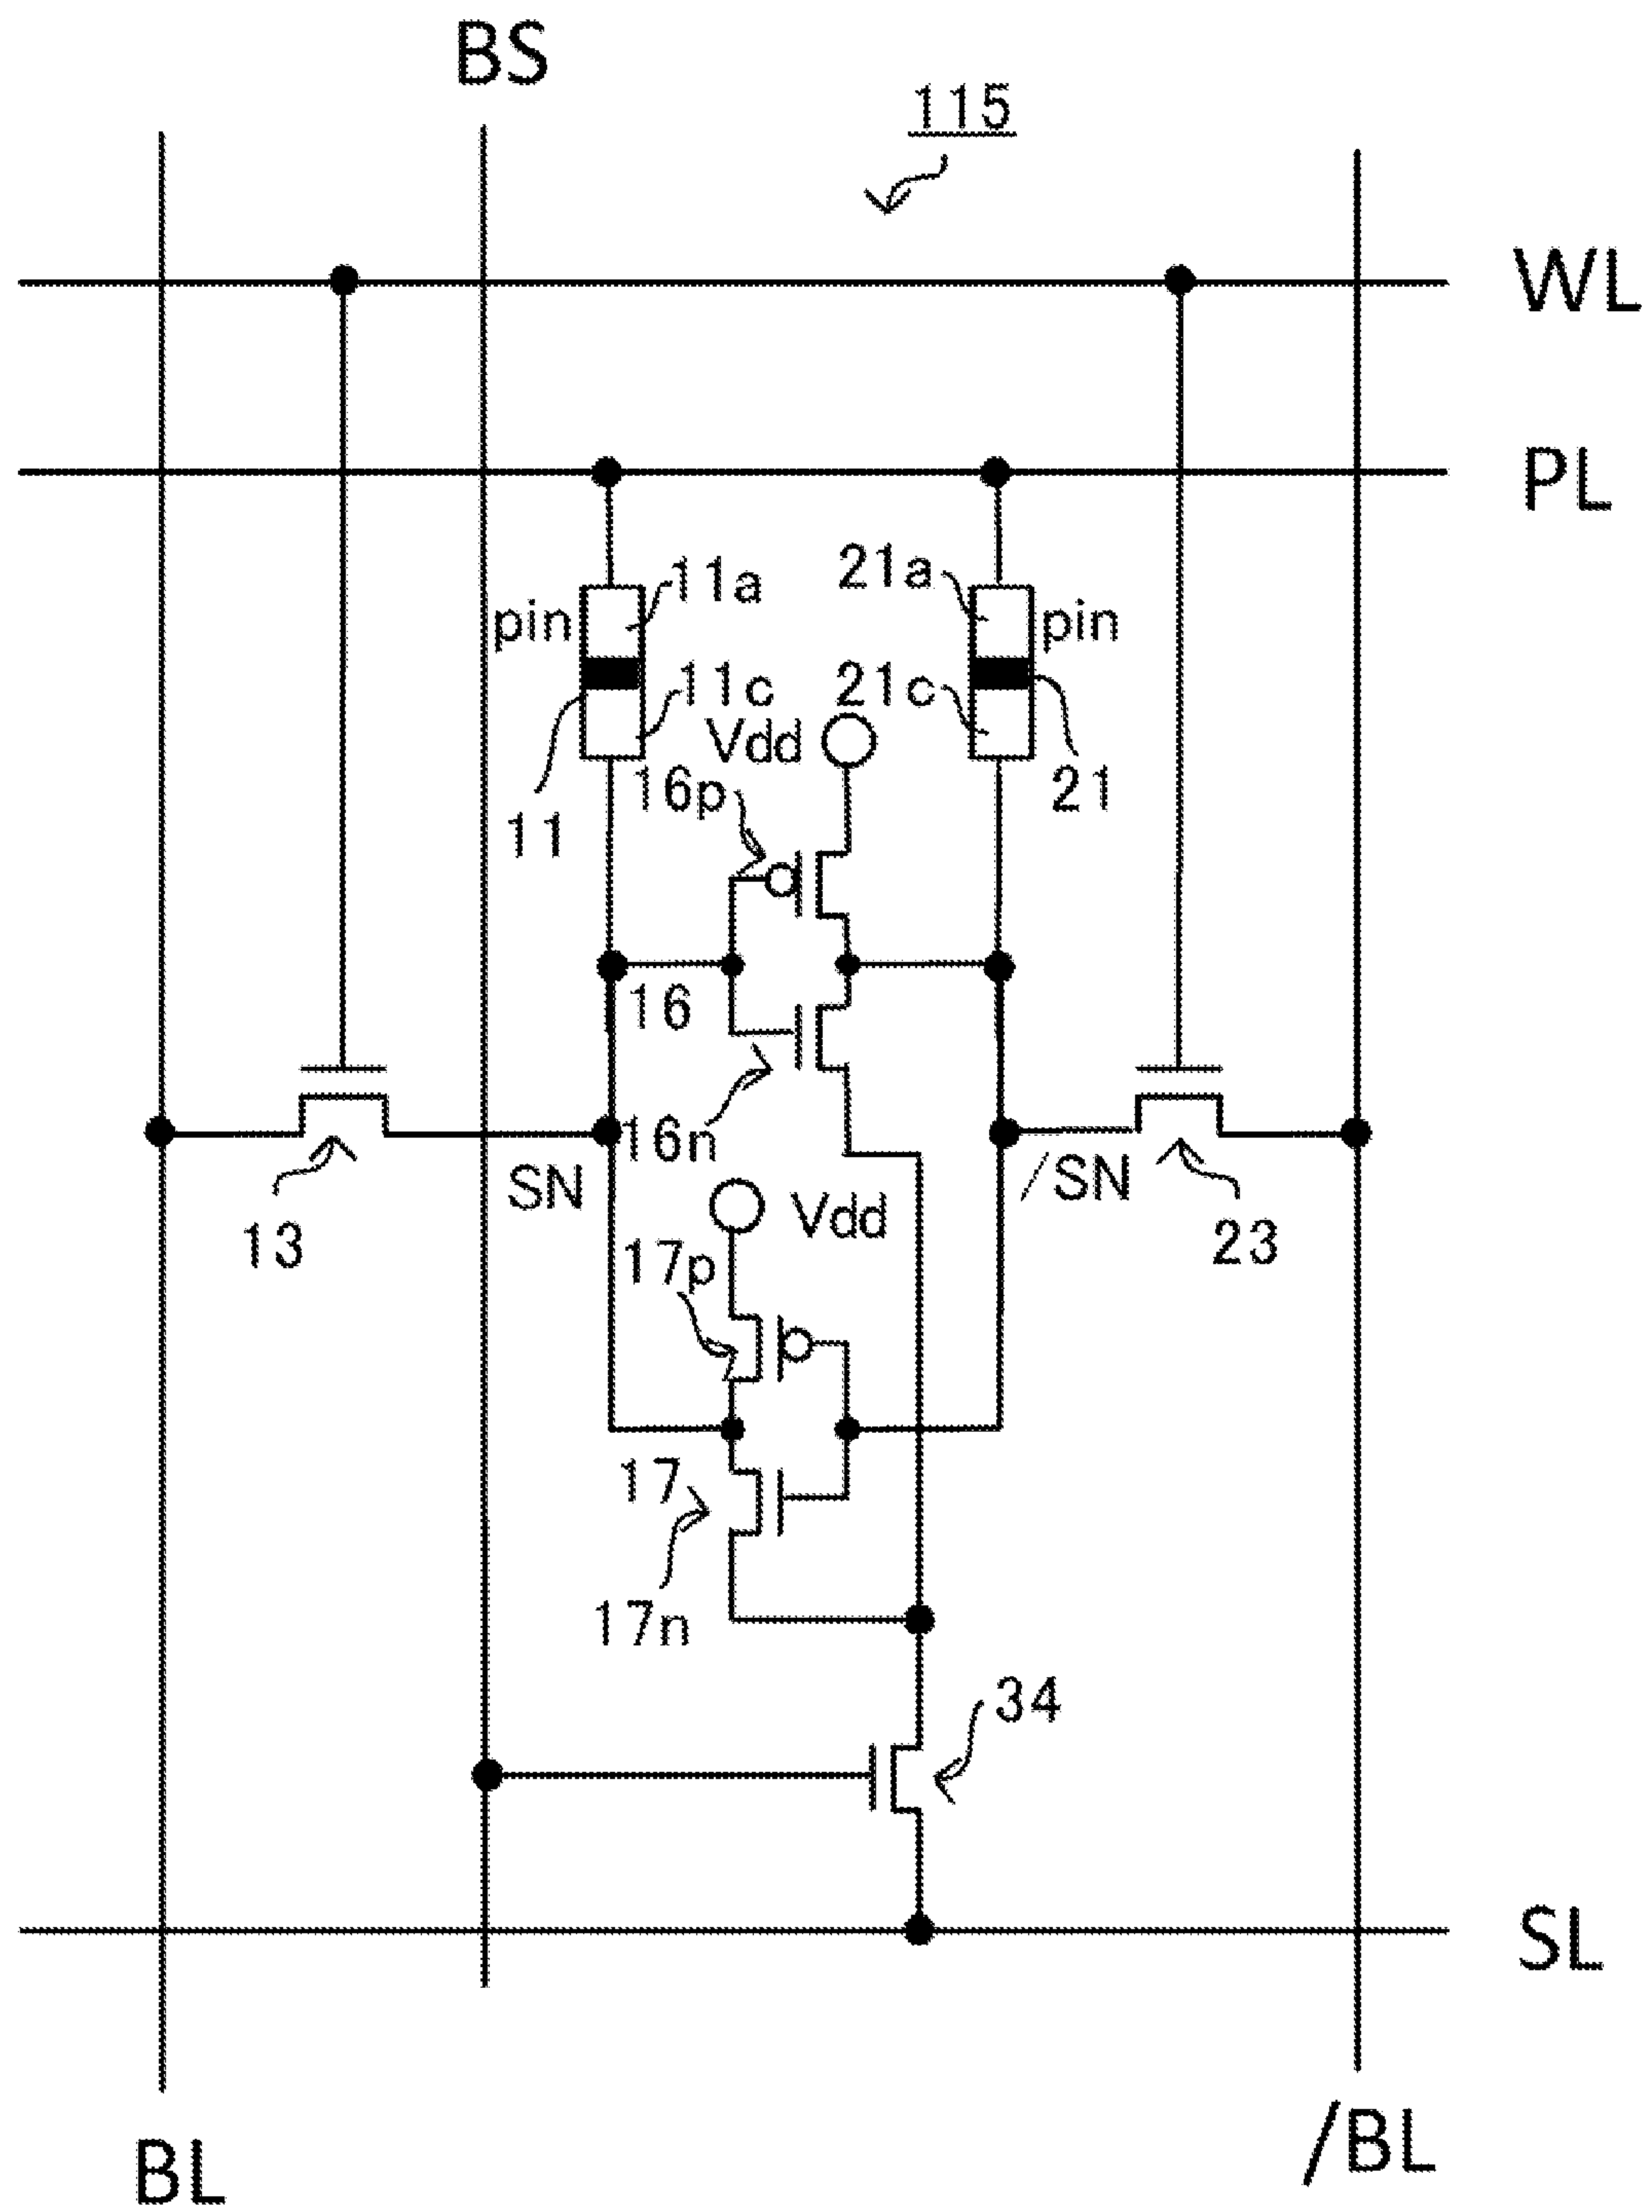 BS
115
WL
PL
11a
21a
pin
pin
11c
21c
Vdd
16p
21
11
16
16n
SN
/SN
Vdd
13
23
17p
17
17n
34
SL
BL
/BL